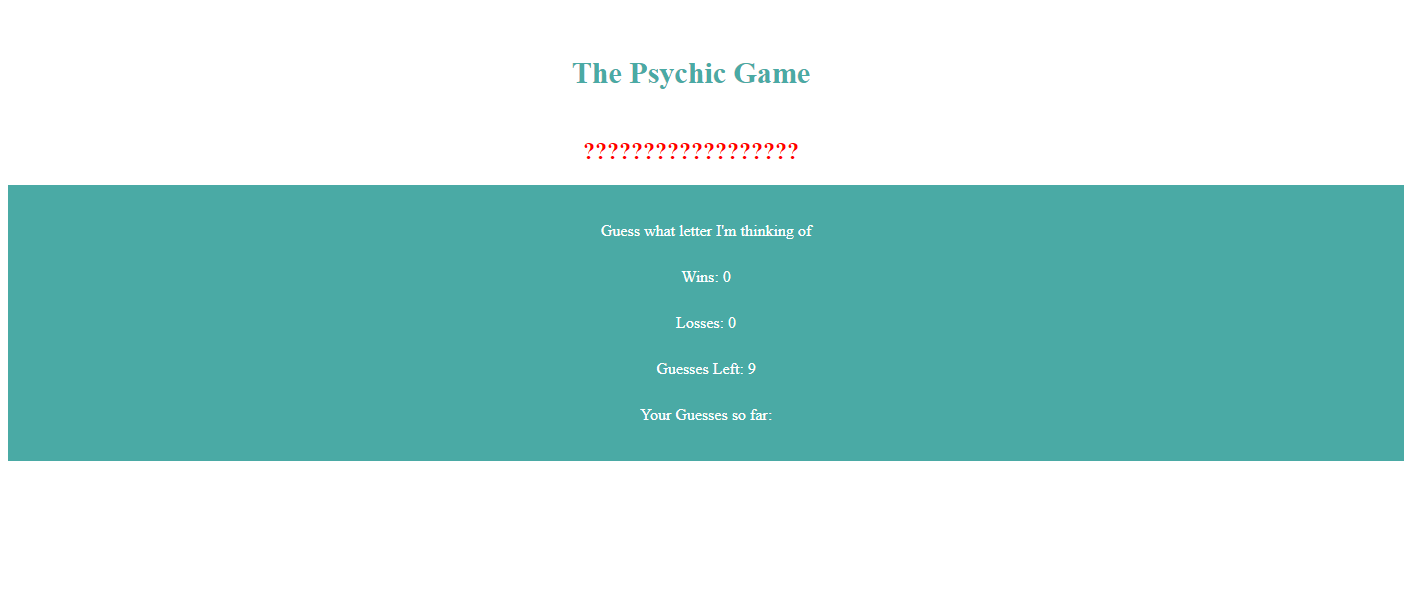 The Psychic Game
??????????????????
Guess what letter I'm thinking of
Wins: 0
Losses: 0
Guesses Left: 9
Your Guesses so far: